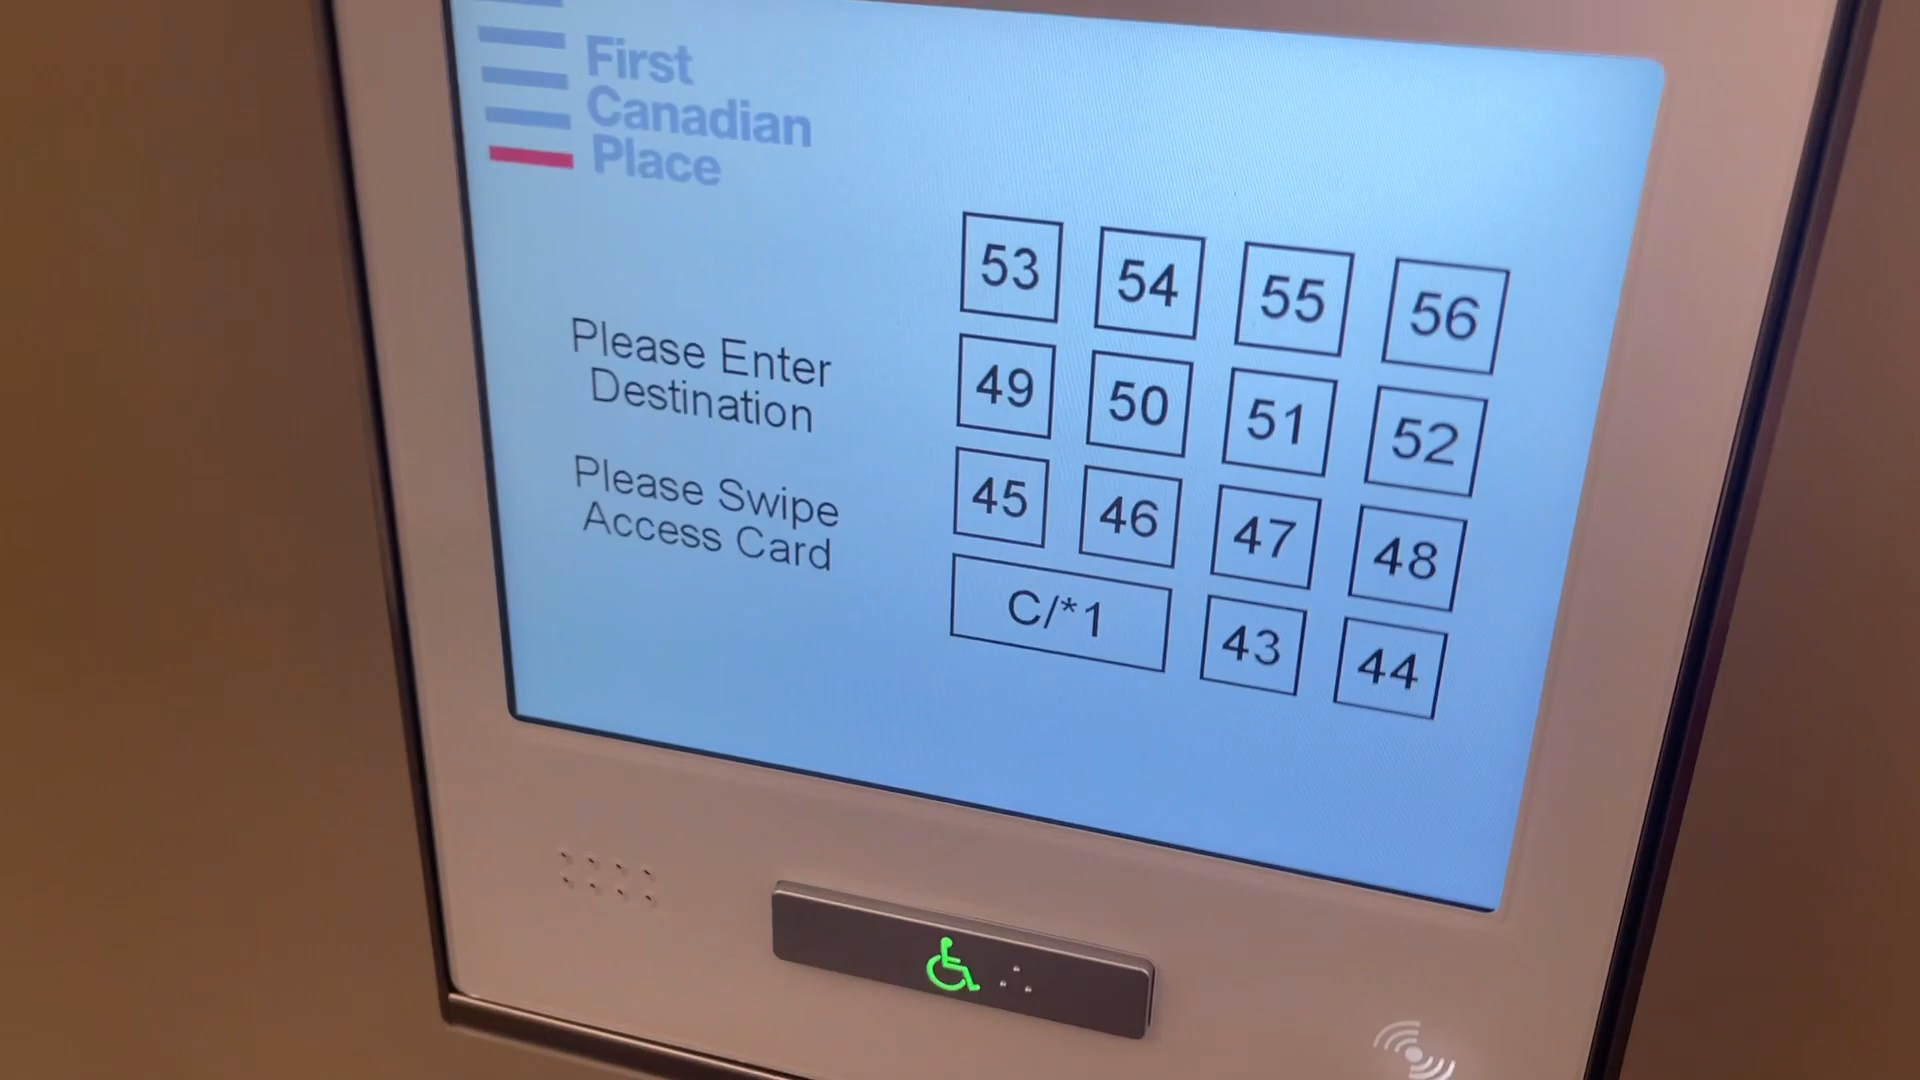 First
Canadian
Place
53 54 55 56
Please Enter
Destination
49 50 51 52
Please Swipe
Access Card
45 46 47 48
C/*1 43 44